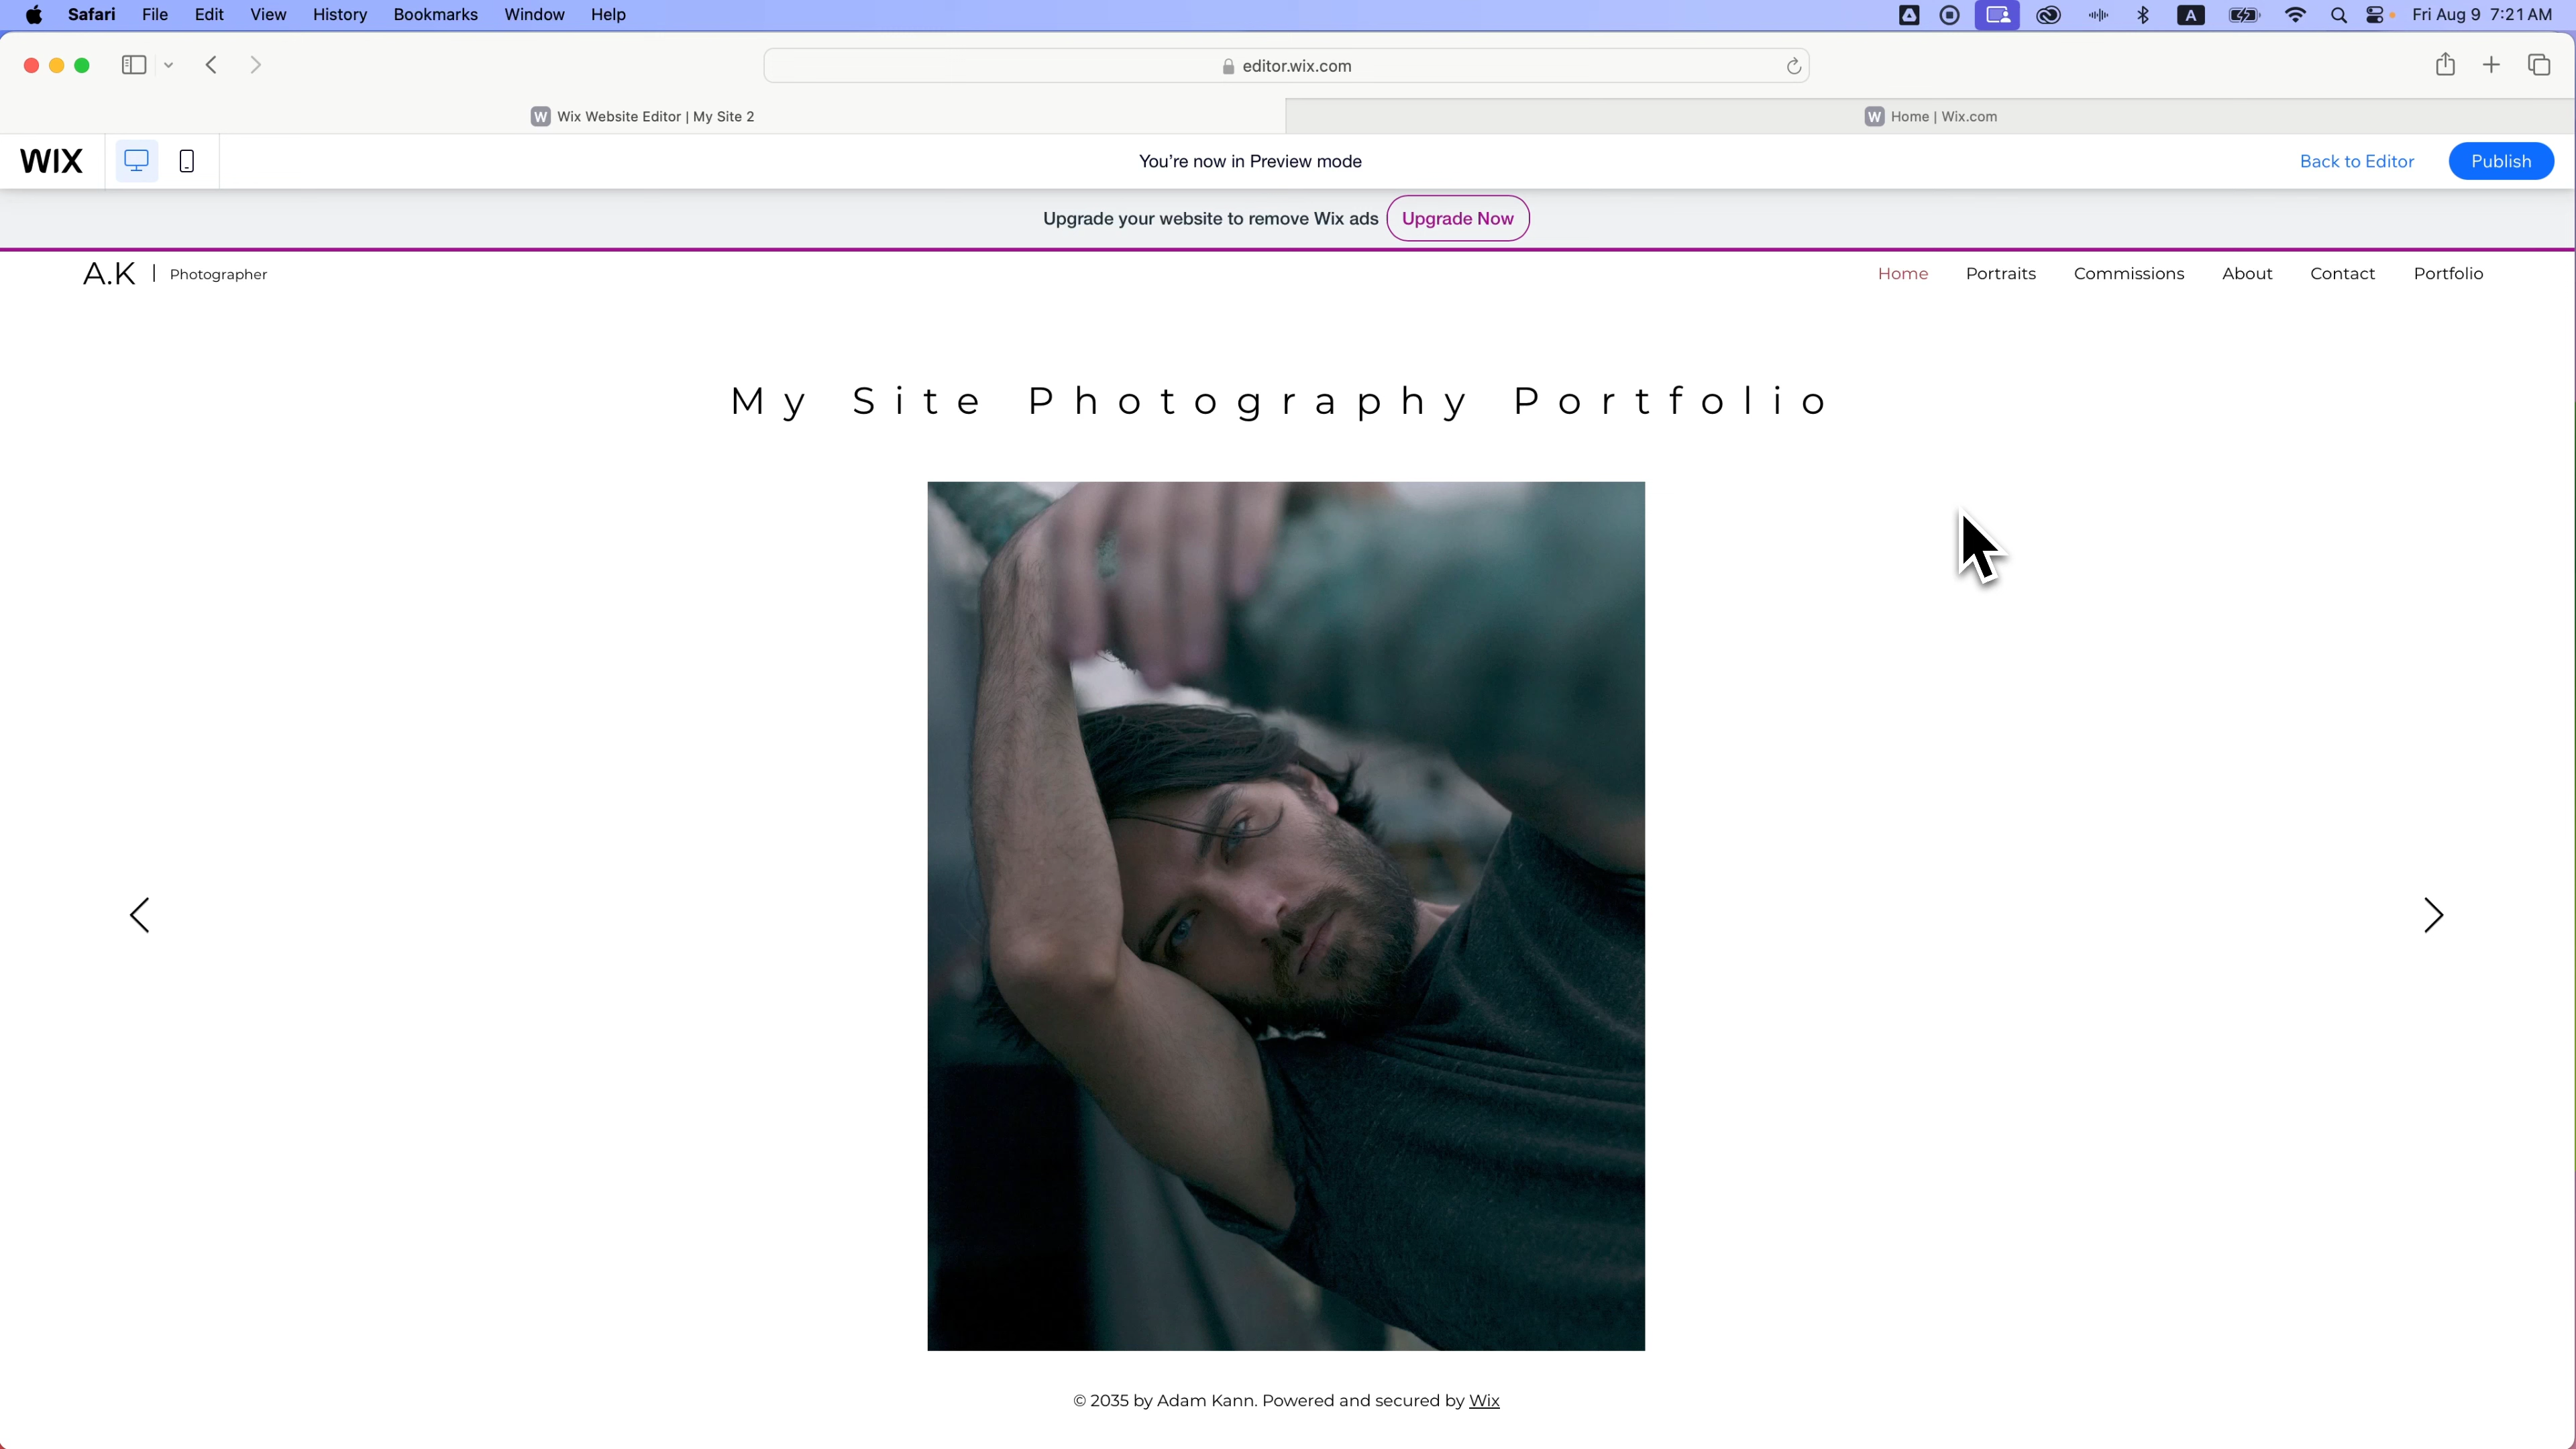 Safari File Edit View History Bookmarks Window Help A Fri Aug 9 7:21 AM
editor.wix.com
W Wix Website Editor | My Site 2 W Home | Wix.com
WIX You're now in Preview mode Back to Editor Publish
Upgrade your website to remove Wix ads Upgrade Now
A.K | Photographer Home Portraits Commissions About Contact Portfolio
My Site Photography Portfolio
© 2035 by Adam Kann. Powered and secured by Wix